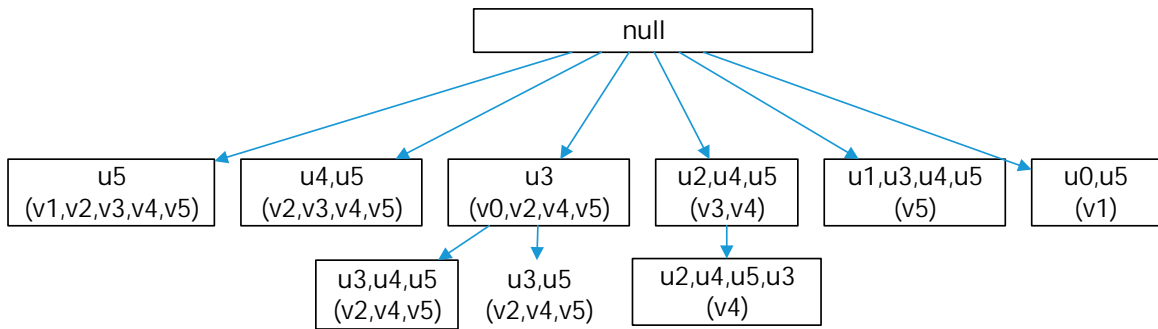 null
u5
(v1,v2,v3,v4,v5)
u4,u5
(v2,v3,v4,v5)
u3
(v0,v2,v4,v5)
u2,u4,u5
(v3,v4)
u1,u3,u4,u5
(v5)
u0,u5
(v1)
u3,u4,u5
(v2,v4,v5)
u3,u5
(v2,v4,v5)
u2,u4,u5,u3
(v4)